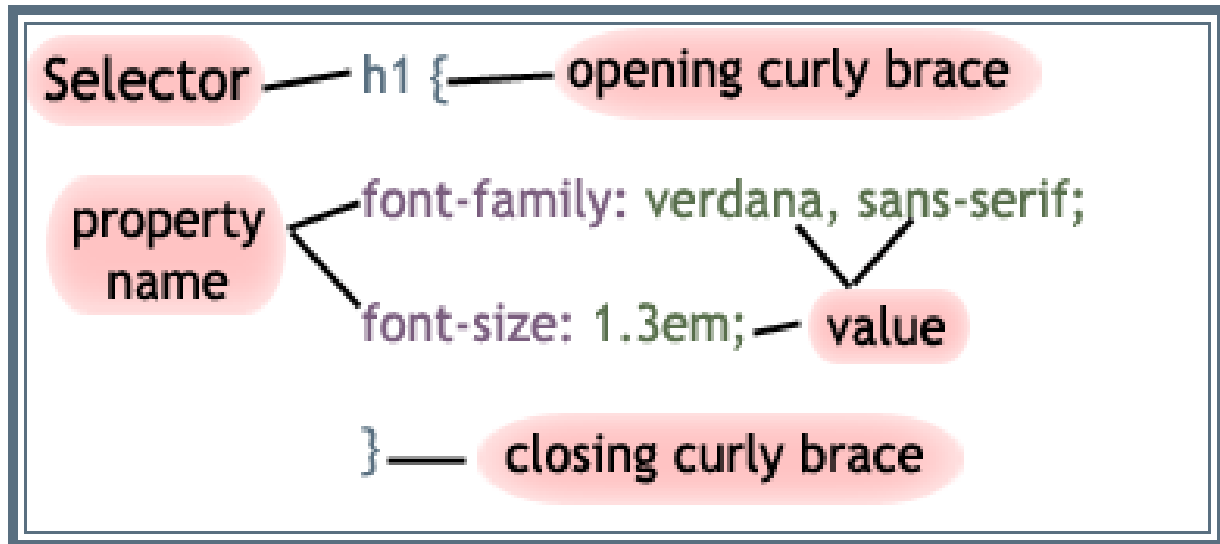 Selector h1 { opening curly brace
property
name
font-family: verdana, sans-serif;
font-size: 1.3em; value
} closing curly brace